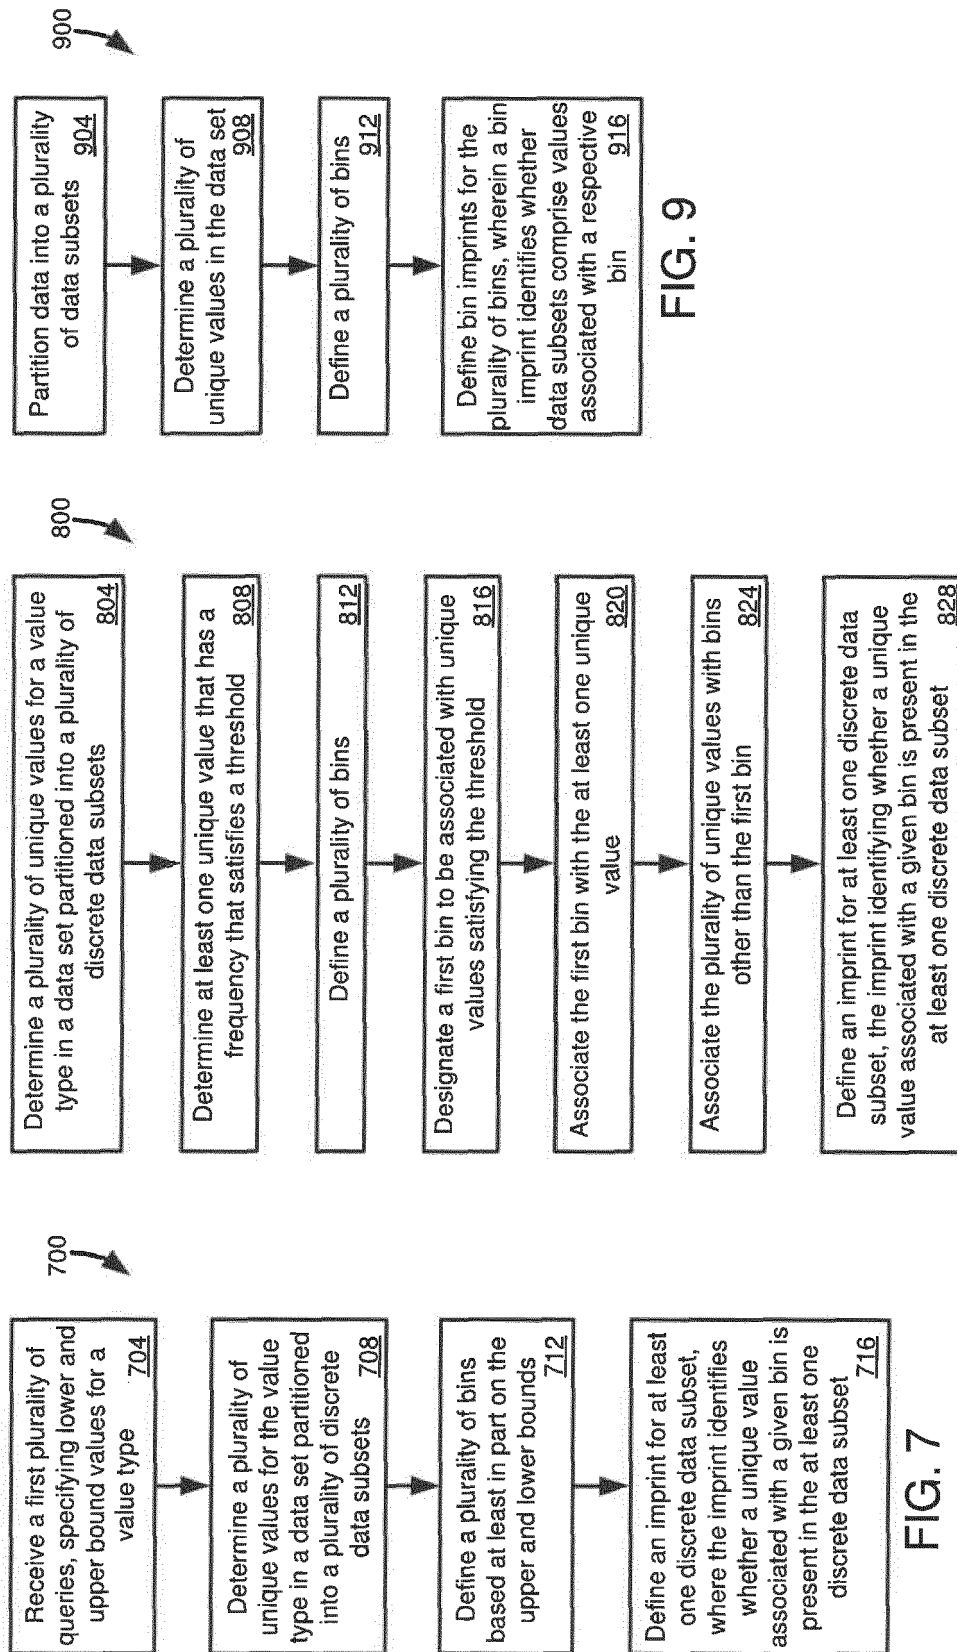 700
Receive a first plurality of
queries, specifying lower and
upper bound values for a
value type
704
Determine a plurality of
unique values for the value
type in a data set partitioned
into a plurality of discrete
data subsets
708
Define a plurality of bins
based at least in part on the
upper and lower bounds
712
Define an imprint for at least
one discrete data subset,
where the imprint identifies
whether a unique value
associated with a given bin is
present in the at least one
discrete data subset
716
FIG. 7
800
Determine a plurality of unique values for a value
type in a data set partitioned into a plurality of
discrete data subsets
804
Determine at least one unique value that has a
frequency that satisfies a threshold
808
Define a plurality of bins
812
Designate a first bin to be associated with unique
values satisfying the threshold
816
Associate the first bin with the at least one unique
value
820
Associate the plurality of unique values with bins
other than the first bin
824
Define an imprint for at least one discrete data
subset, the imprint identifying whether a unique
value associated with a given bin is present in the
at least one discrete data subset
828
900
Partition data into a plurality
of data subsets
904
Determine a plurality of
unique values in the data set
908
Define a plurality of bins
912
Define bin imprints for the
plurality of bins, wherein a bin
imprint identifies whether
data subsets comprise values
associated with a respective
bin
916
FIG. 9